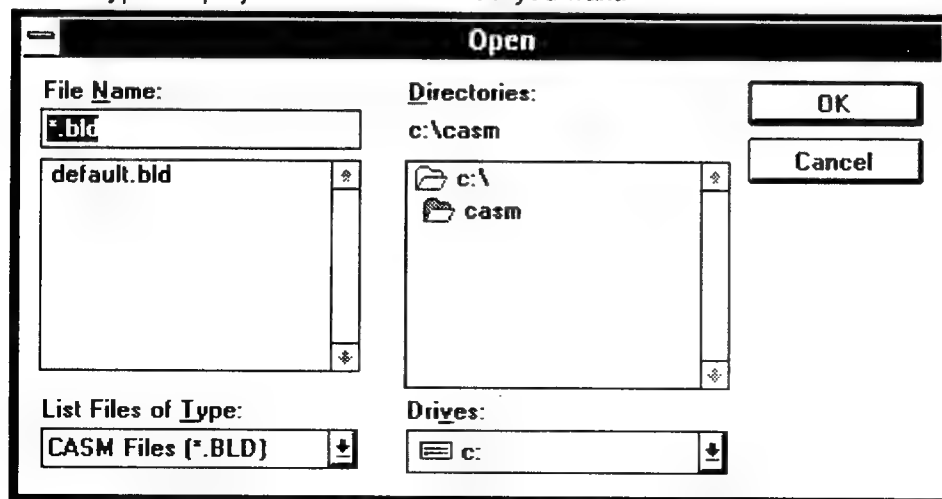 Open
File Name:
*.bld
default.bld
List Files of Type:
CASM Files (*.BLD)
Directories:
c:\casm
c:\
casm
Drives:
c:
OK
Cancel